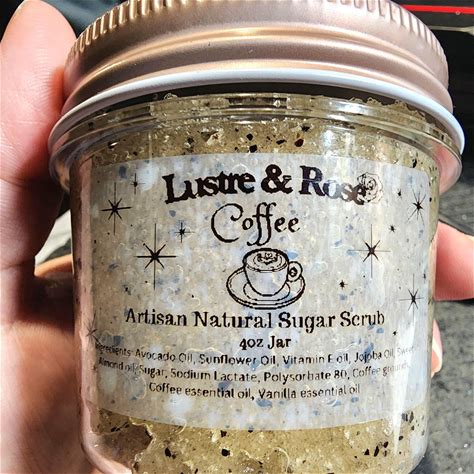 Lustre & Rose
Coffee
Artisan Natural Sugar Scrub
4oz Jar
Ingredients: Avocado Oil, Sunflower Oil, Vitamin E oil, Jojoba Oil, Sweet
Almond oil, Sugar, Sodium Lactate, Polysorbate 80, Coffee grounds,
Coffee essential oil, Vanilla essential oil